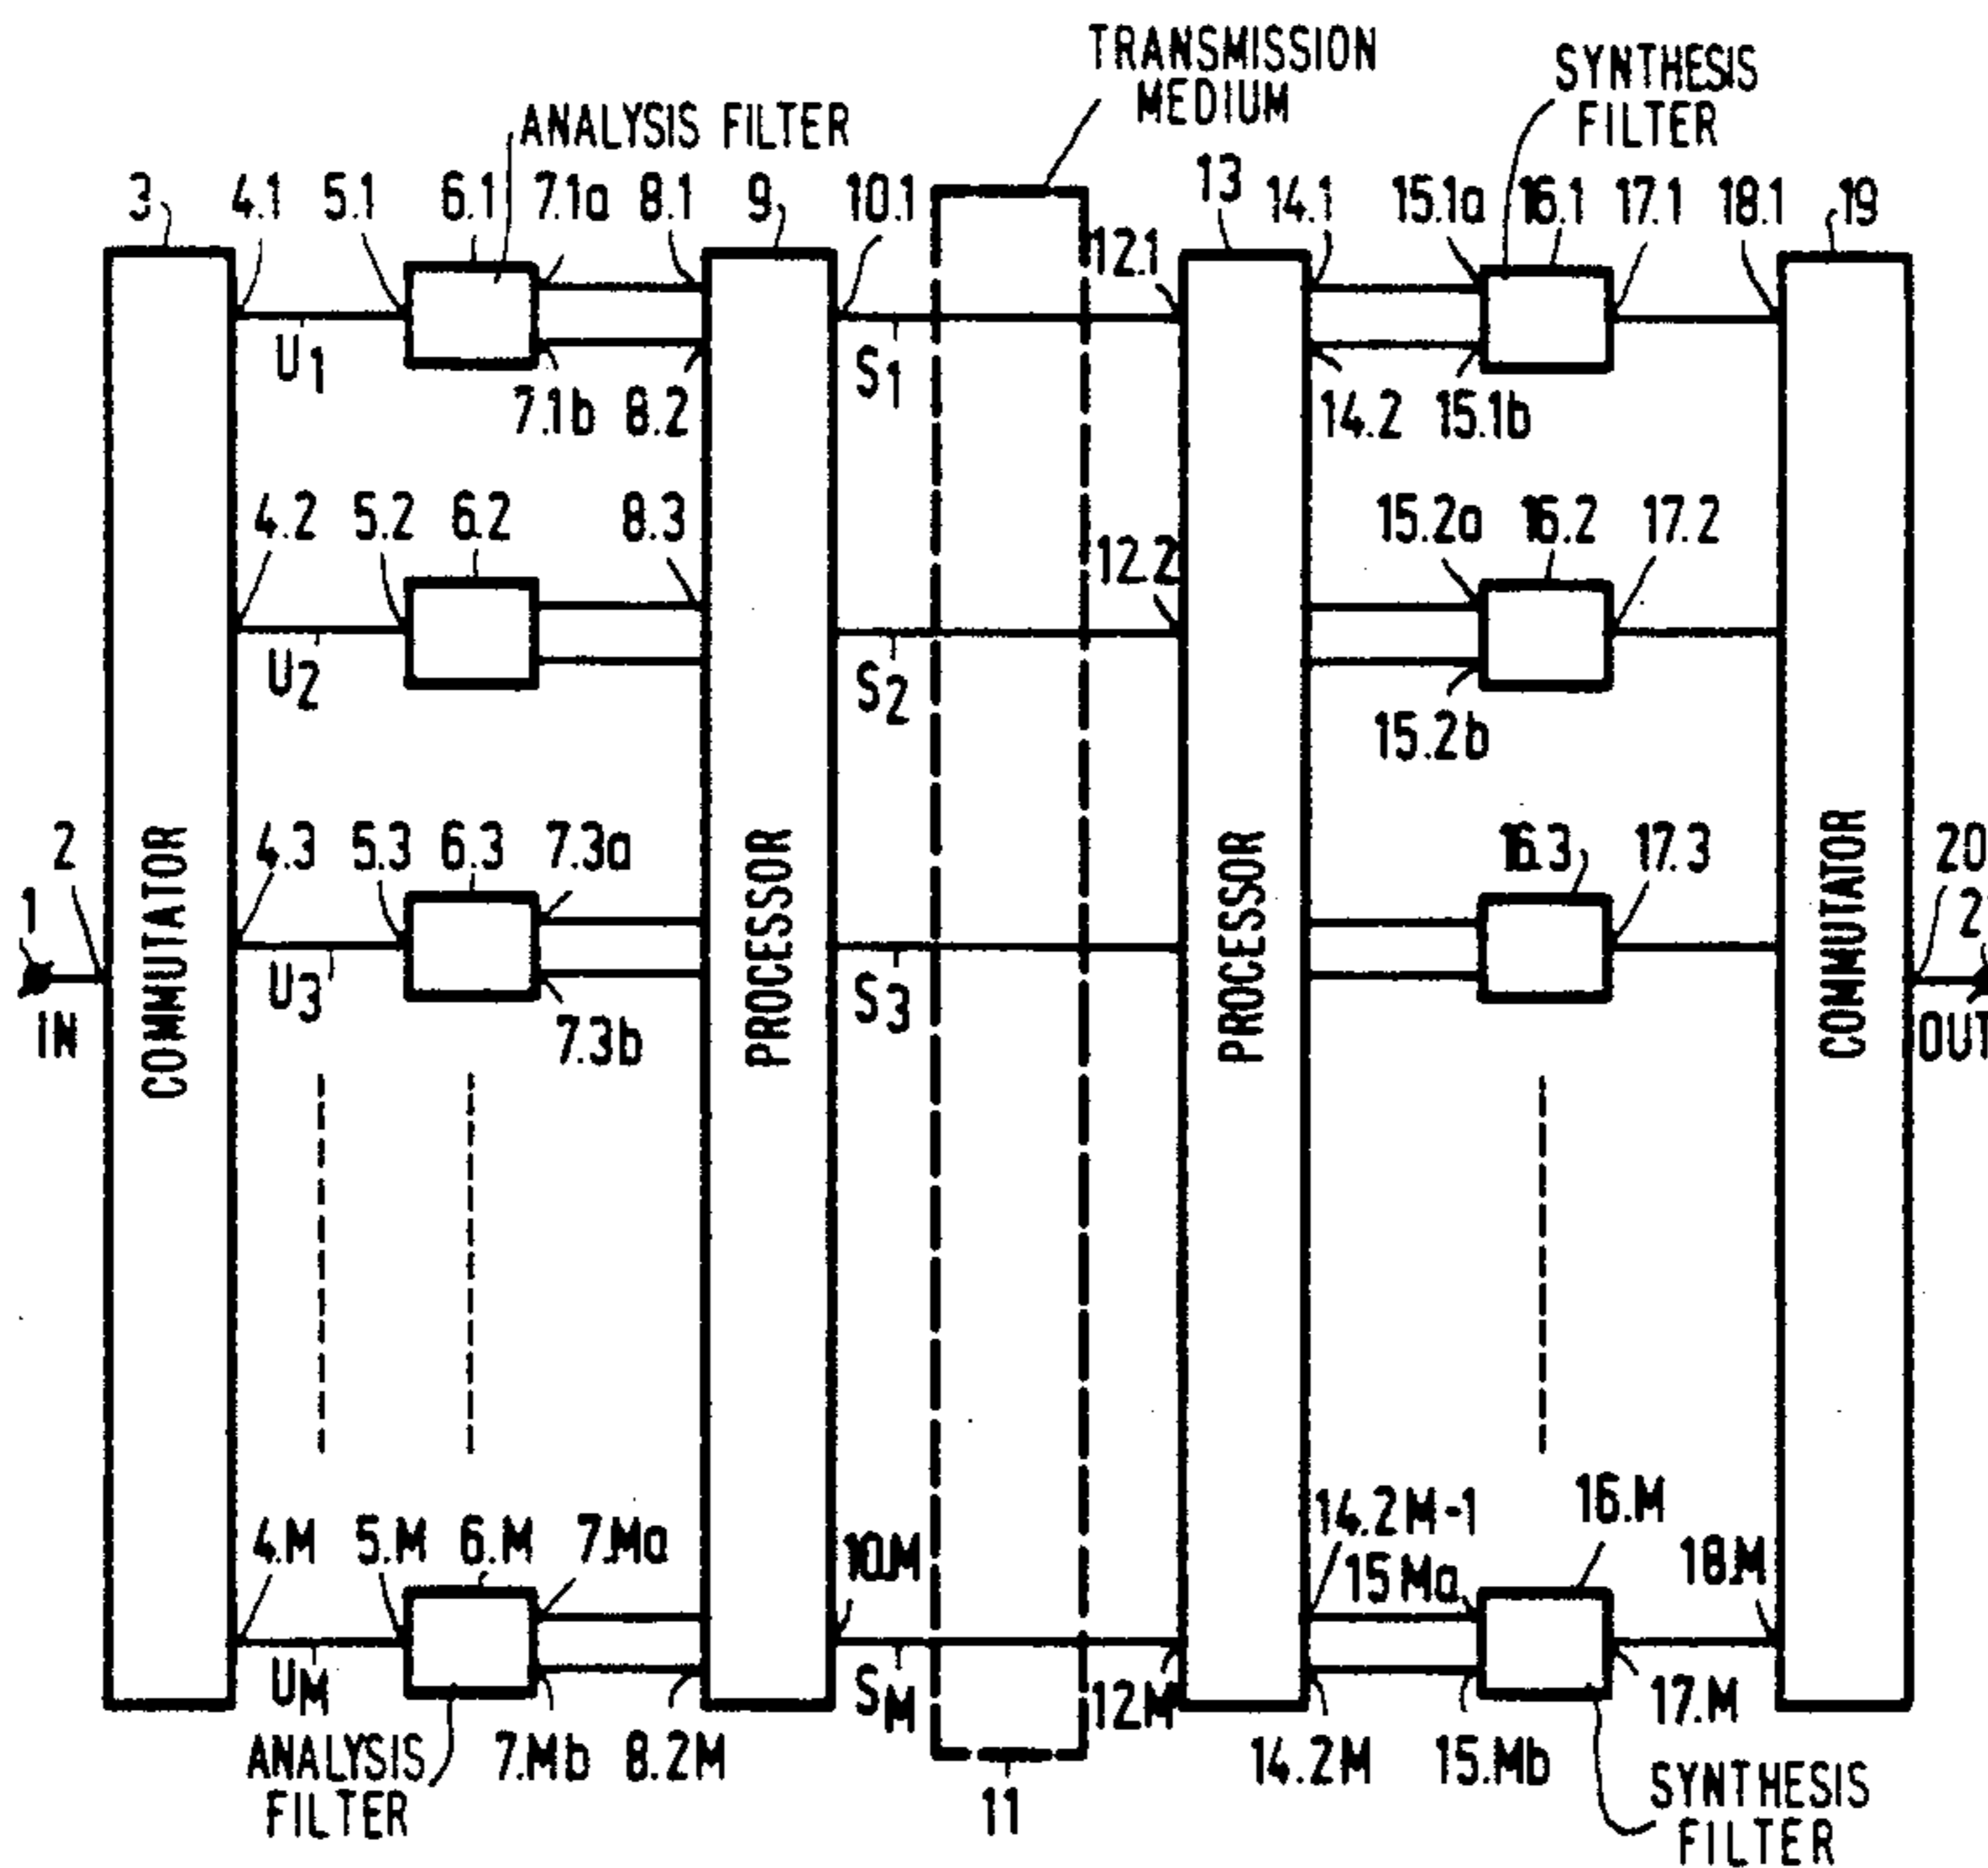 TRANSMISSION
MEDIUM
SYNTHESIS
FILTER
ANALYSIS FILTER
3 4.1 5.1 6.1 7.1a 8.1 9 10.1 12.1 13 14.1 15.1a 16.1 17.1 18.1 19
U1 7.1b 8.2 S1 14.2 15.1b
4.2 5.2 6.2 8.3 12.2 15.2a 16.2 17.2
U2 S2 15.2b
1 2 COMMUTATOR 4.3 5.3 6.3 7.3a PROCESSOR PROCESSOR 16.3 17.3 COMMUTATOR 20
2
IN U3 7.3b S3 OUT
4.M 5.M 6.M 7.Ma 10.M 14.2M-1 16.M
15Ma 18.M
UM SM 12M 17.M
ANALYSIS
FILTER
7.Mb 8.2M 11 14.2M 15.Mb
SYNTHESIS
FILTER